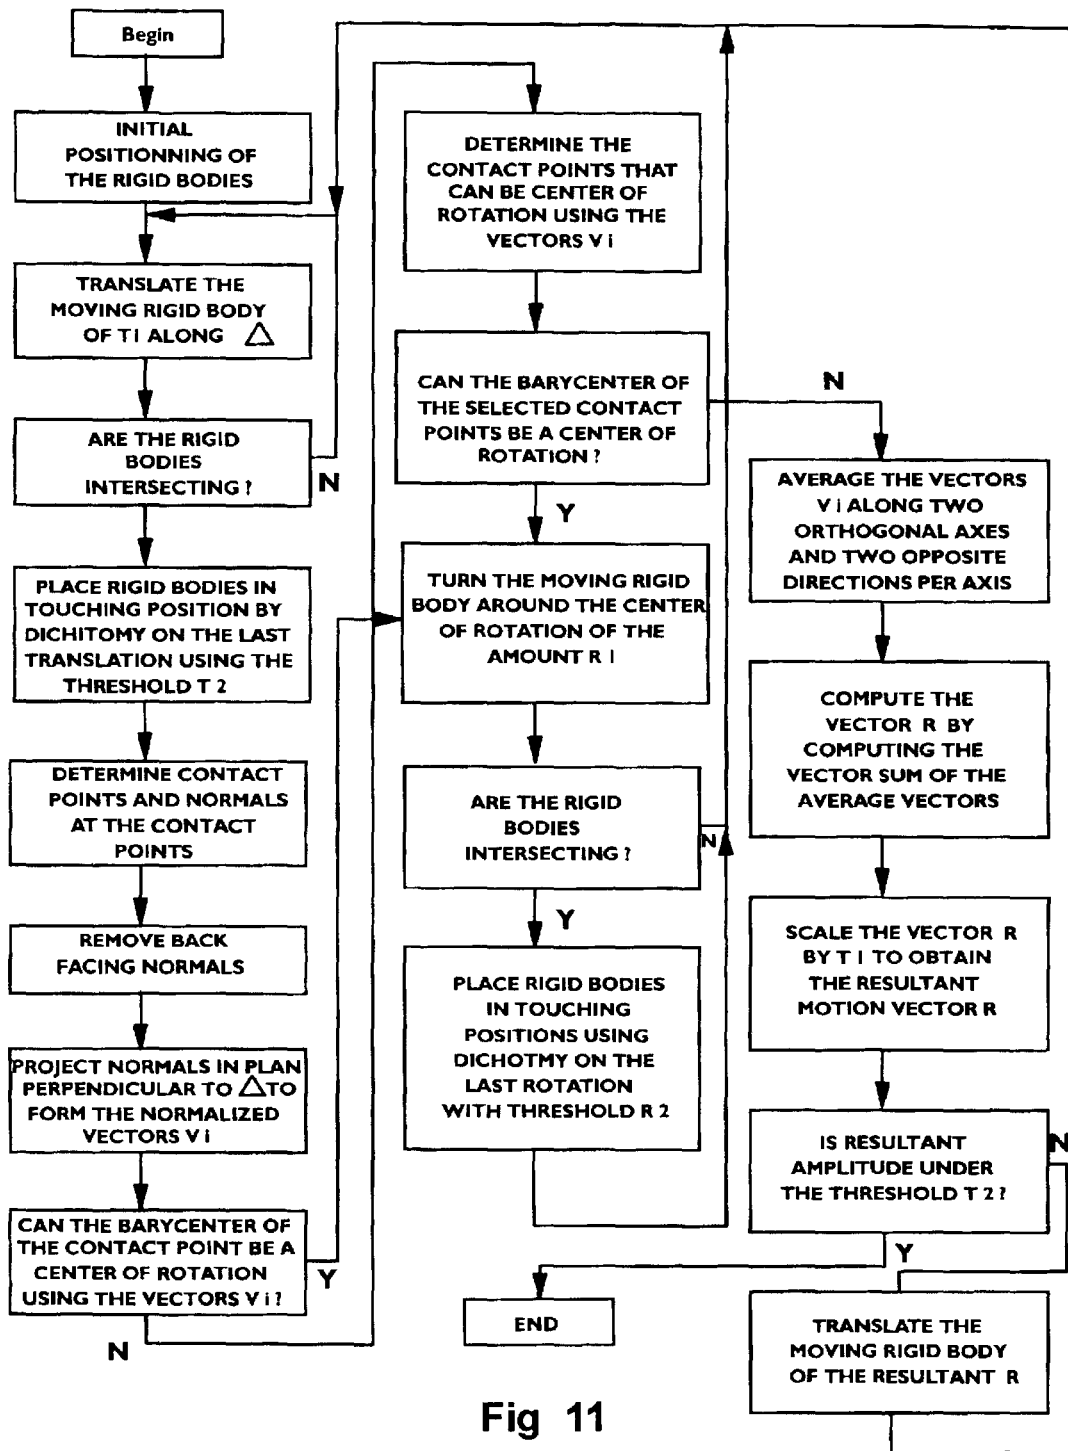 Begin
INITIAL
POSITIONNING OF
THE RIGID BODIES
TRANSLATE THE
MOVING RIGID BODY
OF T1 ALONG △
ARE THE RIGID
BODIES
INTERSECTING ?
N
PLACE RIGID BODIES IN
TOUCHING POSITION BY
DICHITOMY ON THE LAST
TRANSLATION USING THE
THRESHOLD T 2
DETERMINE CONTACT
POINTS AND NORMALS
AT THE CONTACT
POINTS
REMOVE BACK
FACING NORMALS
PROJECT NORMALS IN PLAN
PERPENDICULAR TO △ TO
FORM THE NORMALIZED
VECTORS V i
CAN THE BARYCENTER OF
THE CONTACT POINT BE A
CENTER OF ROTATION
USING THE VECTORS V i ?
Y
N
DETERMINE THE
CONTACT POINTS THAT
CAN BE CENTER OF
ROTATION USING THE
VECTORS V i
CAN THE BARYCENTER OF
THE SELECTED CONTACT
POINTS BE A CENTER OF
ROTATION ?
N
Y
TURN THE MOVING RIGID
BODY AROUND THE CENTER
OF ROTATION OF THE
AMOUNT R 1
ARE THE RIGID
BODIES
INTERSECTING ?
N
Y
PLACE RIGID BODIES
IN TOUCHING
POSITIONS USING
DICHOTMY ON THE
LAST ROTATION
WITH THRESHOLD R 2
AVERAGE THE VECTORS
V i ALONG TWO
ORTHOGONAL AXES
AND TWO OPPOSITE
DIRECTIONS PER AXIS
COMPUTE THE
VECTOR R BY
COMPUTING THE
VECTOR SUM OF THE
AVERAGE VECTORS
SCALE THE VECTOR R
BY T 1 TO OBTAIN
THE RESULTANT
MOTION VECTOR R
IS RESULTANT
AMPLITUDE UNDER
THE THRESHOLD T 2?
N
Y
END
TRANSLATE THE
MOVING RIGID BODY
OF THE RESULTANT R
Fig 11